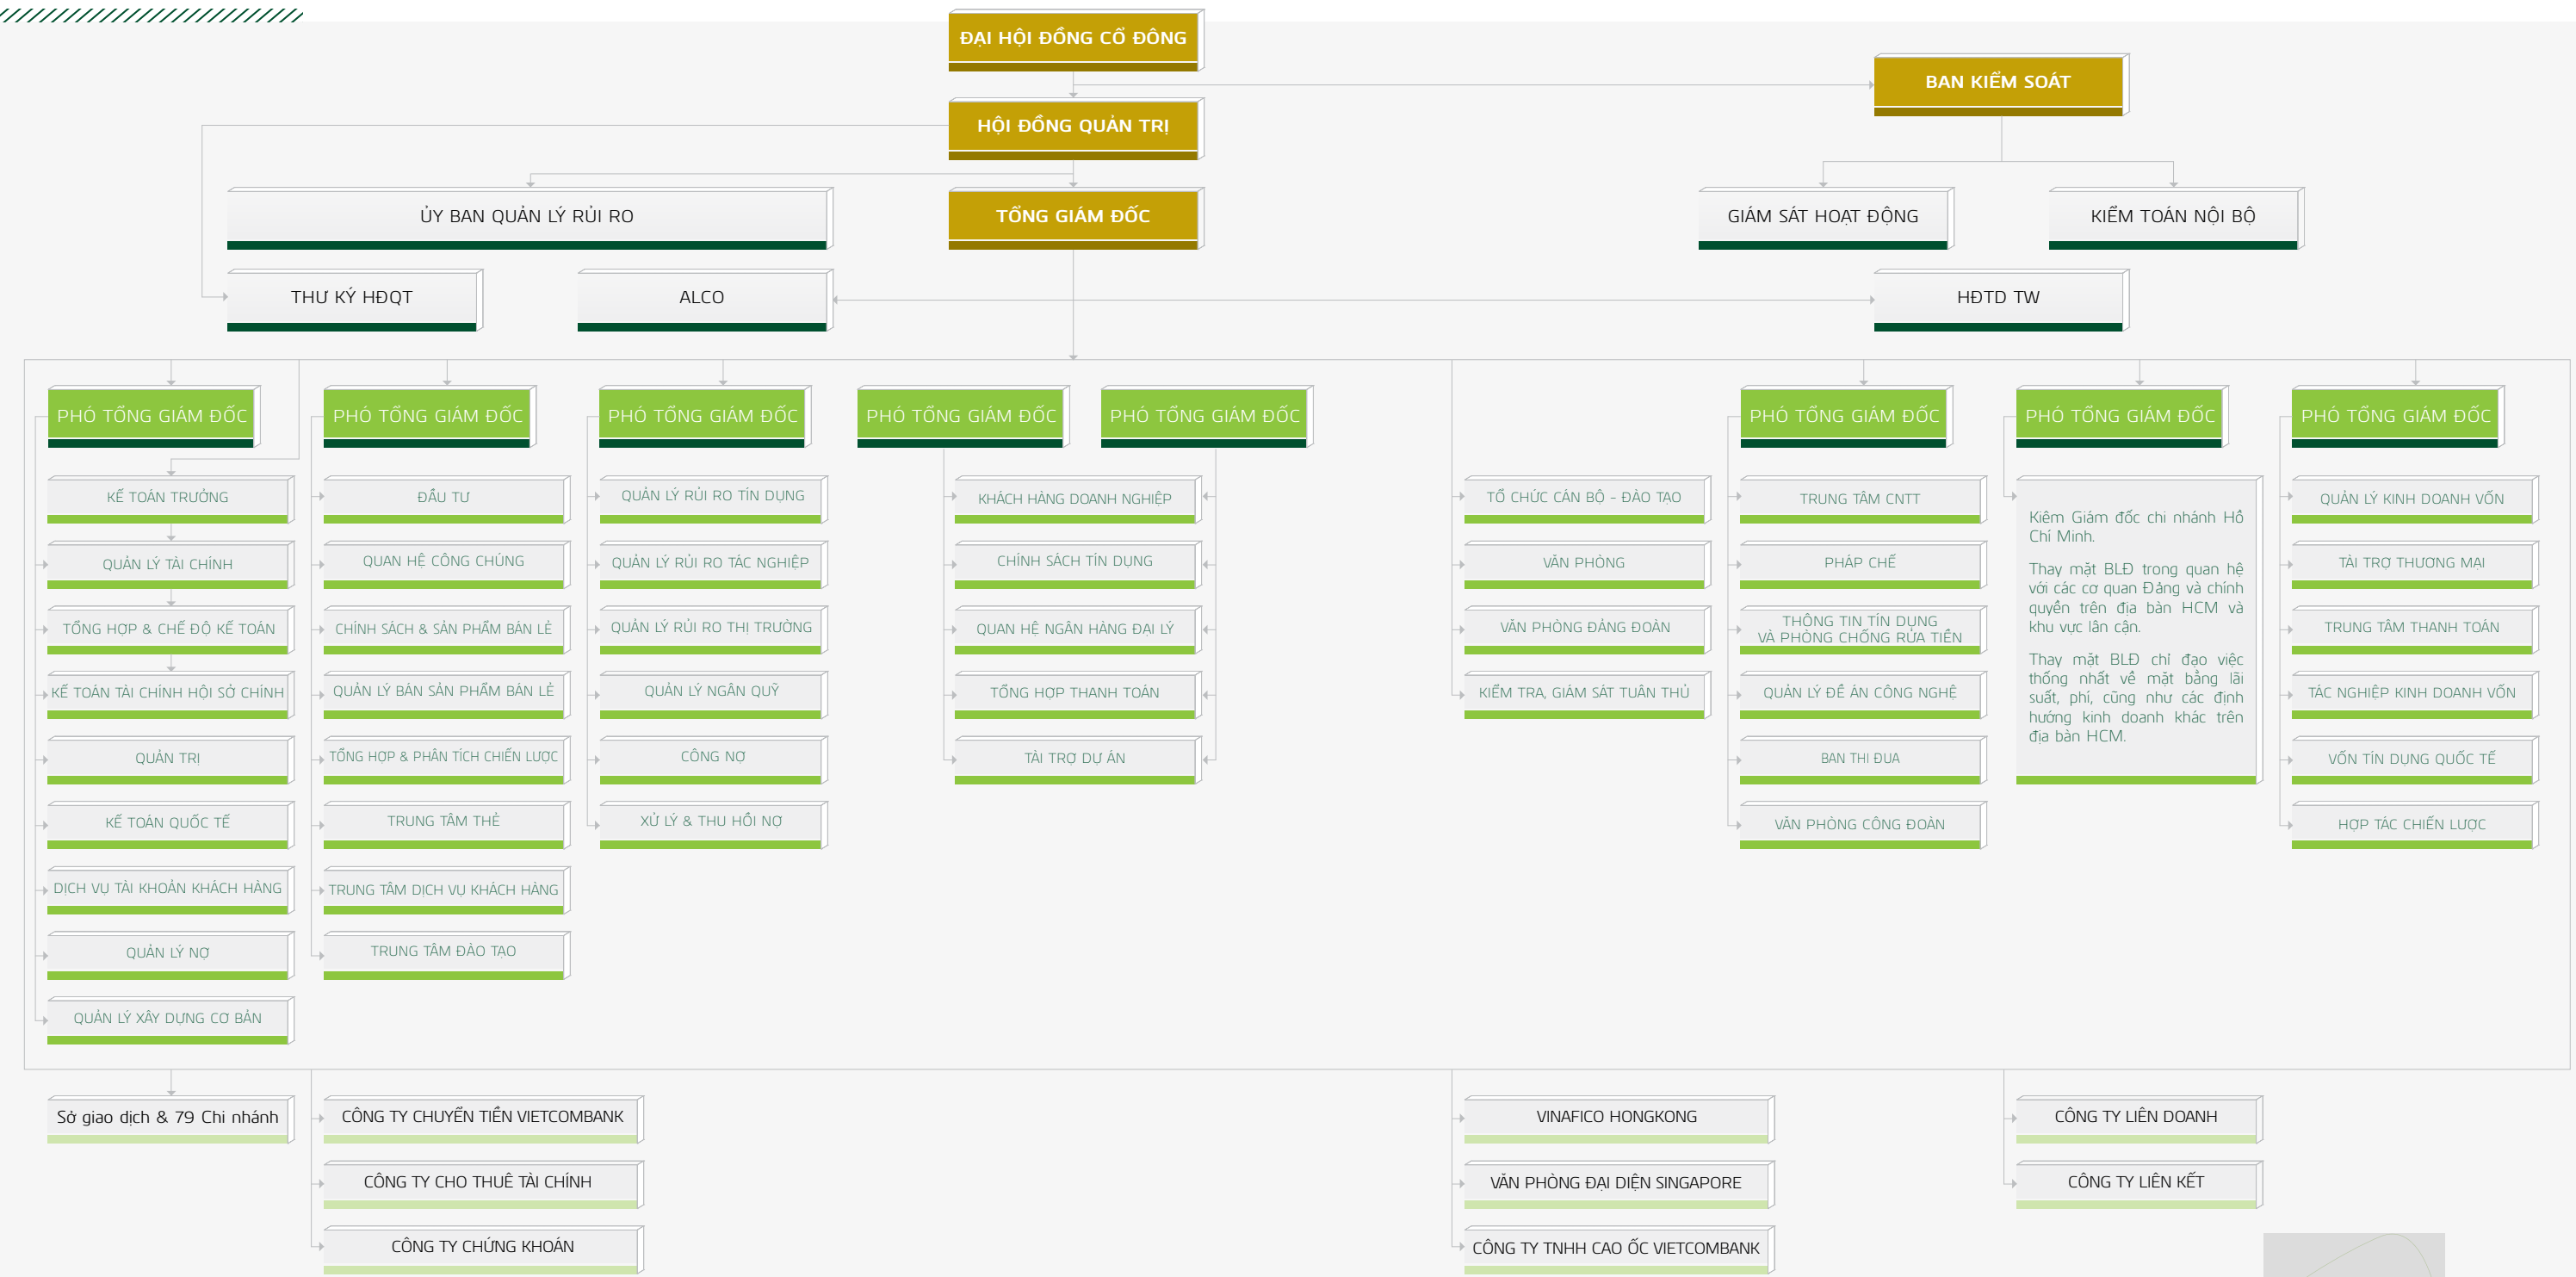 ĐẠI HỘI ĐỒNG CỔ ĐÔNG
BAN KIỂM SOÁT
HỘI ĐỒNG QUẢN TRỊ
ỦY BAN QUẢN LÝ RỦI RO
TỔNG GIÁM ĐỐC
GIÁM SÁT HOẠT ĐỘNG
KIỂM TOÁN NỘI BỘ
THƯ KÝ HĐQT
ALCO
HĐTD TW
PHÓ TỔNG GIÁM ĐỐC
KẾ TOÁN TRƯỞNG
QUẢN LÝ TÀI CHÍNH
TỔNG HỢP & CHẾ ĐỘ KẾ TOÁN
KẾ TOÁN TÀI CHÍNH HỘI SỞ CHÍNH
QUẢN TRỊ
KẾ TOÁN QUỐC TẾ
DỊCH VỤ TÀI KHOẢN KHÁCH HÀNG
QUẢN LÝ NỢ
QUẢN LÝ XÂY DỰNG CƠ BẢN
PHÓ TỔNG GIÁM ĐỐC
ĐẦU TƯ
QUAN HỆ CÔNG CHÚNG
CHÍNH SÁCH & SẢN PHẨM BÁN LẺ
QUẢN LÝ BÁN SẢN PHẨM BÁN LẺ
TỔNG HỢP & PHÂN TÍCH CHIẾN LƯỢC
TRUNG TÂM THẺ
TRUNG TÂM DỊCH VỤ KHÁCH HÀNG
TRUNG TÂM ĐÀO TẠO
PHÓ TỔNG GIÁM ĐỐC
QUẢN LÝ RỦI RO TÍN DỤNG
QUẢN LÝ RỦI RO TÁC NGHIỆP
QUẢN LÝ RỦI RO THỊ TRƯỜNG
QUẢN LÝ NGÂN QUỸ
CÔNG NỢ
XỬ LÝ & THU HỒI NỢ
PHÓ TỔNG GIÁM ĐỐC
PHÓ TỔNG GIÁM ĐỐC
KHÁCH HÀNG DOANH NGHIỆP
CHÍNH SÁCH TÍN DỤNG
QUAN HỆ NGÂN HÀNG ĐẠI LÝ
TỔNG HỢP THANH TOÁN
TÀI TRỢ DỰ ÁN
TỔ CHỨC CÁN BỘ - ĐÀO TẠO
VĂN PHÒNG
VĂN PHÒNG ĐẢNG ĐOÀN
KIỂM TRA, GIÁM SÁT TUÂN THỦ
PHÓ TỔNG GIÁM ĐỐC
TRUNG TÂM CNTT
PHÁP CHẾ
THÔNG TIN TÍN DỤNG
VÀ PHÒNG CHỐNG RỬA TIỀN
QUẢN LÝ ĐỀ ÁN CÔNG NGHỆ
BAN THI ĐUA
VĂN PHÒNG CÔNG ĐOÀN
PHÓ TỔNG GIÁM ĐỐC
Kiêm Giám đốc chi nhánh Hồ
Chí Minh.
Thay mặt BLĐ trong quan hệ
với các cơ quan Đảng và chính
quyền trên địa bàn HCM và
khu vực lân cận.
Thay mặt BLĐ chỉ đạo việc
thống nhất về mặt bằng lãi
suất, phí, cũng như các định
hướng kinh doanh khác trên
địa bàn HCM.
PHÓ TỔNG GIÁM ĐỐC
QUẢN LÝ KINH DOANH VỐN
TÀI TRỢ THƯƠNG MẠI
TRUNG TÂM THANH TOÁN
TÁC NGHIỆP KINH DOANH VỐN
VỐN TÍN DỤNG QUỐC TẾ
HỢP TÁC CHIẾN LƯỢC
Sở giao dịch & 79 Chi nhánh
CÔNG TY CHUYỂN TIỀN VIETCOMBANK
CÔNG TY CHO THUÊ TÀI CHÍNH
CÔNG TY CHỨNG KHOÁN
VINAFICO HONGKONG
VĂN PHÒNG ĐẠI DIỆN SINGAPORE
CÔNG TY TNHH CAO ỐC VIETCOMBANK
CÔNG TY LIÊN DOANH
CÔNG TY LIÊN KẾT